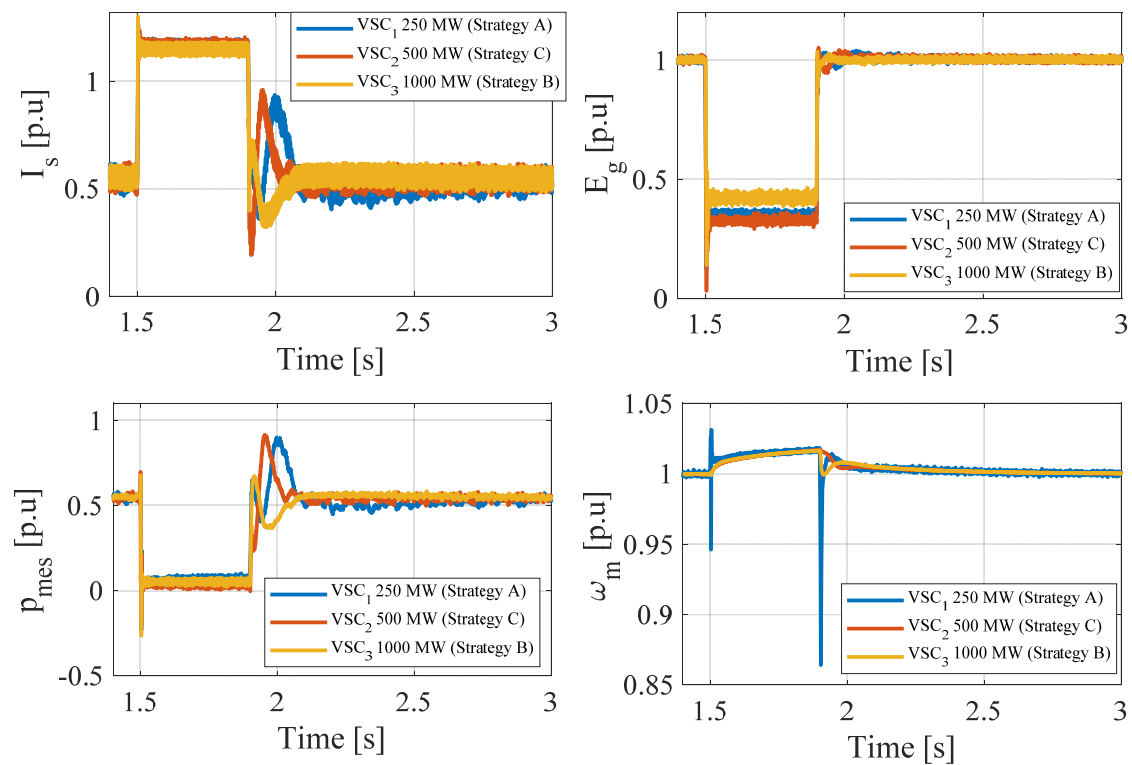 I_s [p.u]
1
0.5
0
VSC_1 250 MW (Strategy A)
VSC_2 500 MW (Strategy C)
VSC_3 1000 MW (Strategy B)
1.5 2 2.5 3
Time [s]
E_g [p.u]
1
0.5
0
VSC_1 250 MW (Strategy A)
VSC_2 500 MW (Strategy C)
VSC_3 1000 MW (Strategy B)
1.5 2 2.5 3
Time [s]
p_mes [p.u]
1
0.5
0
-0.5
VSC_1 250 MW (Strategy A)
VSC_2 500 MW (Strategy C)
VSC_3 1000 MW (Strategy B)
1.5 2 2.5 3
Time [s]
ω_m [p.u]
1.05
1
0.95
0.9
0.85
VSC_1 250 MW (Strategy A)
VSC_2 500 MW (Strategy C)
VSC_3 1000 MW (Strategy B)
1.5 2 2.5 3
Time [s]